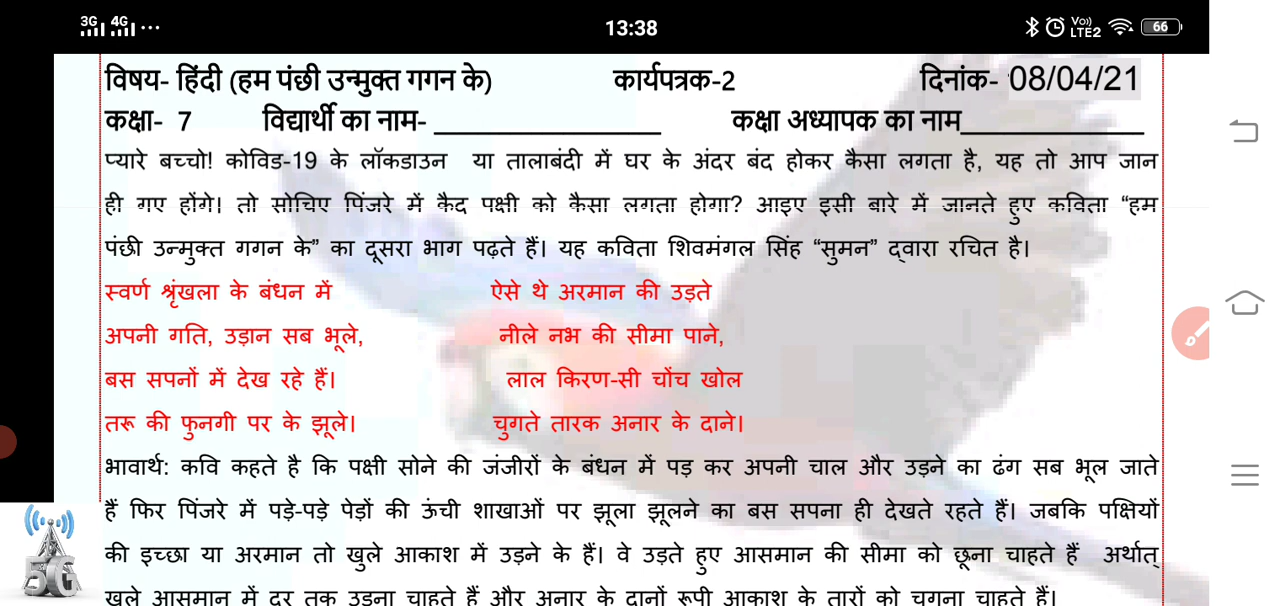 3G 4G ... 13:38 Vo)) LTE2 66
विषय- हिंदी (हम पंछी उन्मुक्त गगन के) कार्यपत्रक-2 दिनांक- 08/04/21
कक्षा- 7 विद्यार्थी का नाम- _________________ कक्षा अध्यापक का नाम______________
प्यारे बच्चो! कोविड-19 के लॉकडाउन या तालाबंदी में घर के अंदर बंद होकर कैसा लगता है, यह तो आप जान
ही गए होंगे। तो सोचिए पिंजरे में कैद पक्षी को कैसा लगता होगा? आइए इसी बारे में जानते हुए कविता “हम
पंछी उन्मुक्त गगन के” का दूसरा भाग पढ़ते हैं। यह कविता शिवमंगल सिंह “सुमन” द्वारा रचित है।
स्वर्ण श्रृंखला के बंधन में ऐसे थे अरमान की उड़ते
अपनी गति, उड़ान सब भूले, नीले नभ की सीमा पाने,
बस सपनों में देख रहे हैं। लाल किरण-सी चोंच खोल
तरू की फुनगी पर के झूले। चुगते तारक अनार के दाने।
भावार्थ: कवि कहते है कि पक्षी सोने की जंजीरों के बंधन में पड़ कर अपनी चाल और उड़ने का ढंग सब भूल जाते
हैं फिर पिंजरे में पड़े-पड़े पेड़ों की ऊंची शाखाओं पर झूला झूलने का बस सपना ही देखते रहते हैं। जबकि पक्षियों
की इच्छा या अरमान तो खुले आकाश में उड़ने के हैं। वे उड़ते हुए आसमान की सीमा को छूना चाहते हैं अर्थात्
खुले आसमान में दूर तक उड़ना चाहते हैं और अनार के दानों रूपी आकाश के तारों को चुगना चाहते हैं।
5G